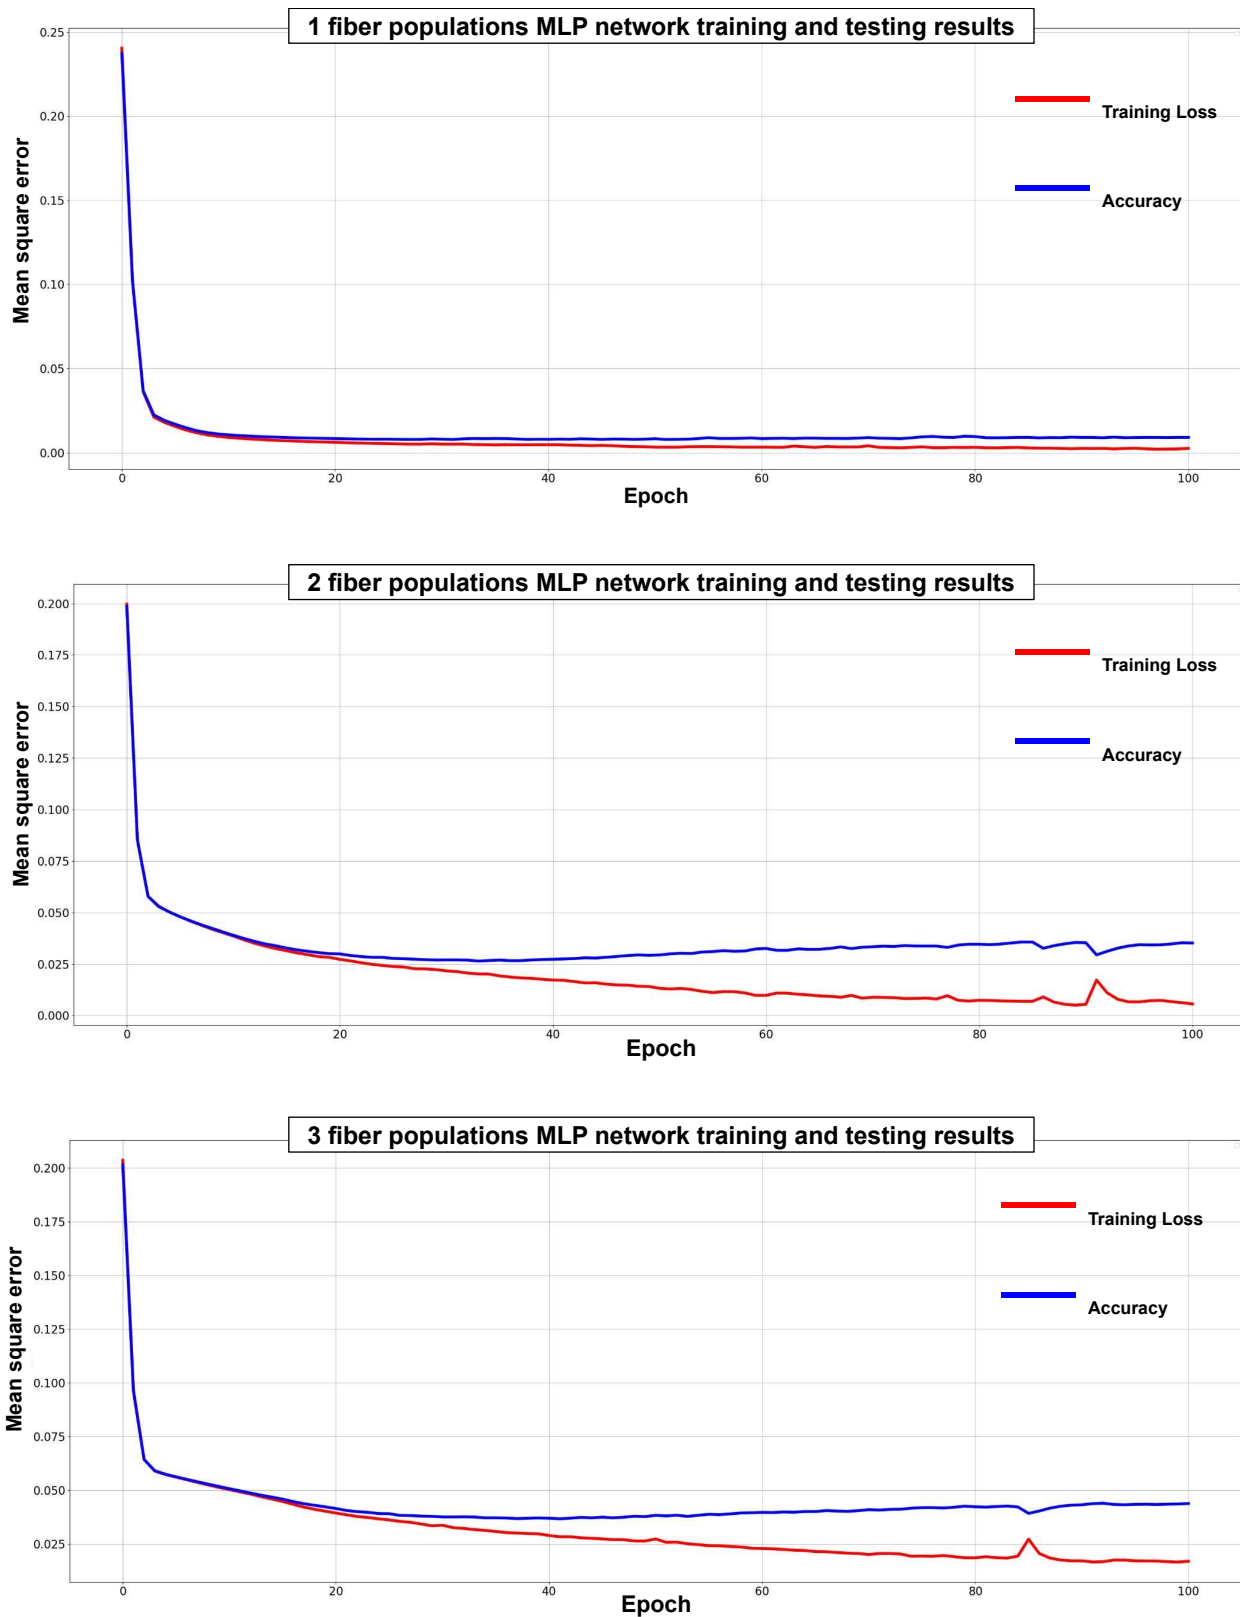 1 fiber populations MLP network training and testing results
0.25
0.20
0.15
0.10
0.05
0.00
Mean square error
Training Loss
Accuracy
0 20 40 60 80 100
Epoch
2 fiber populations MLP network training and testing results
0.200
0.175
0.150
0.125
0.100
0.075
0.050
0.025
0.000
Mean square error
Training Loss
Accuracy
0 20 40 60 80 100
Epoch
3 fiber populations MLP network training and testing results
0.200
0.175
0.150
0.125
0.100
0.075
0.050
0.025
Mean square error
Training Loss
Accuracy
0 20 40 60 80 100
Epoch